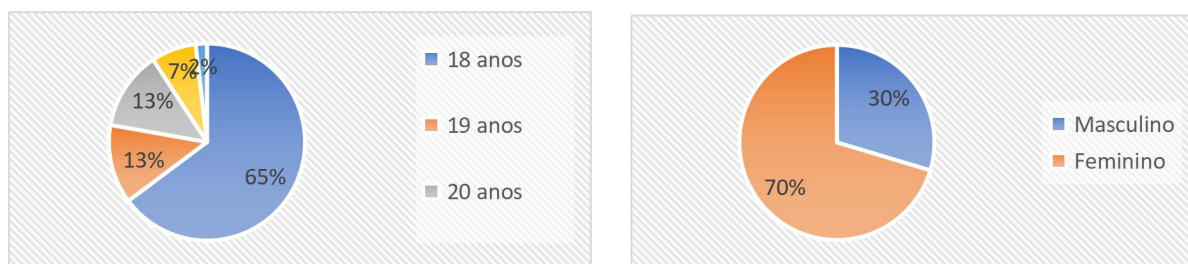 7%
2%
13%
13%
65%
18 anos
19 anos
20 anos
30%
70%
Masculino
Feminino